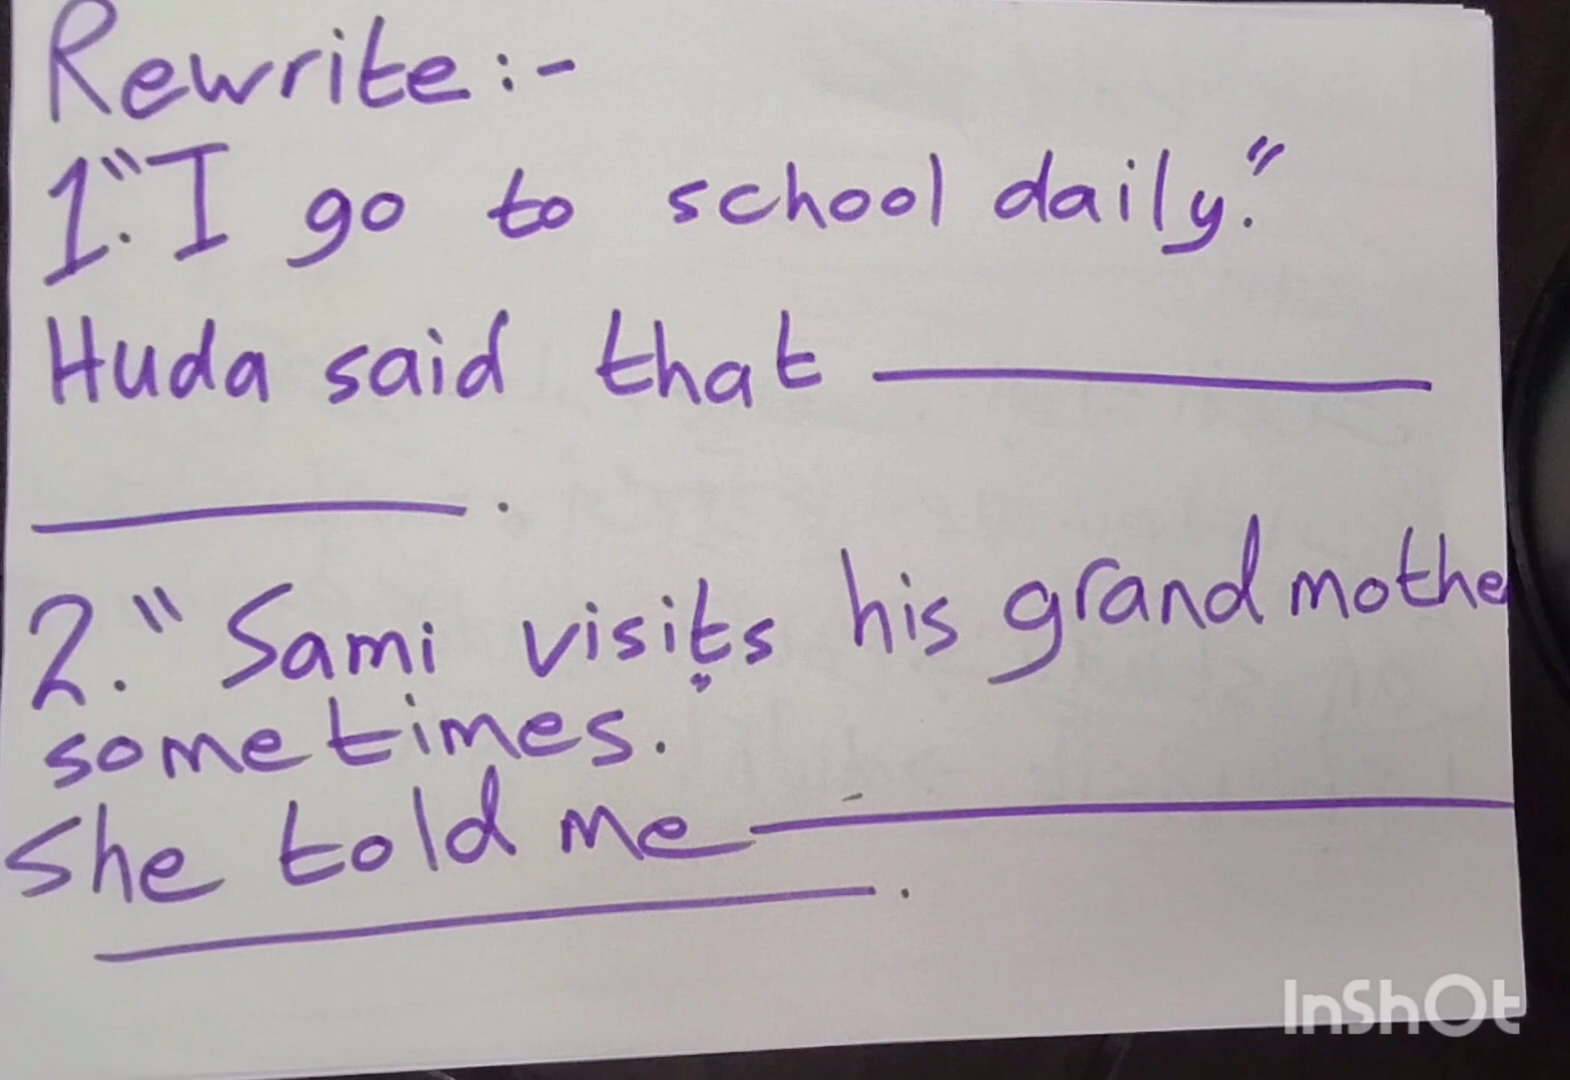 Rewrite:-
1. "I go to school daily."
Huda said that
.
2. "Sami visits his grandmothe
sometimes."
She told me
.
InShOt